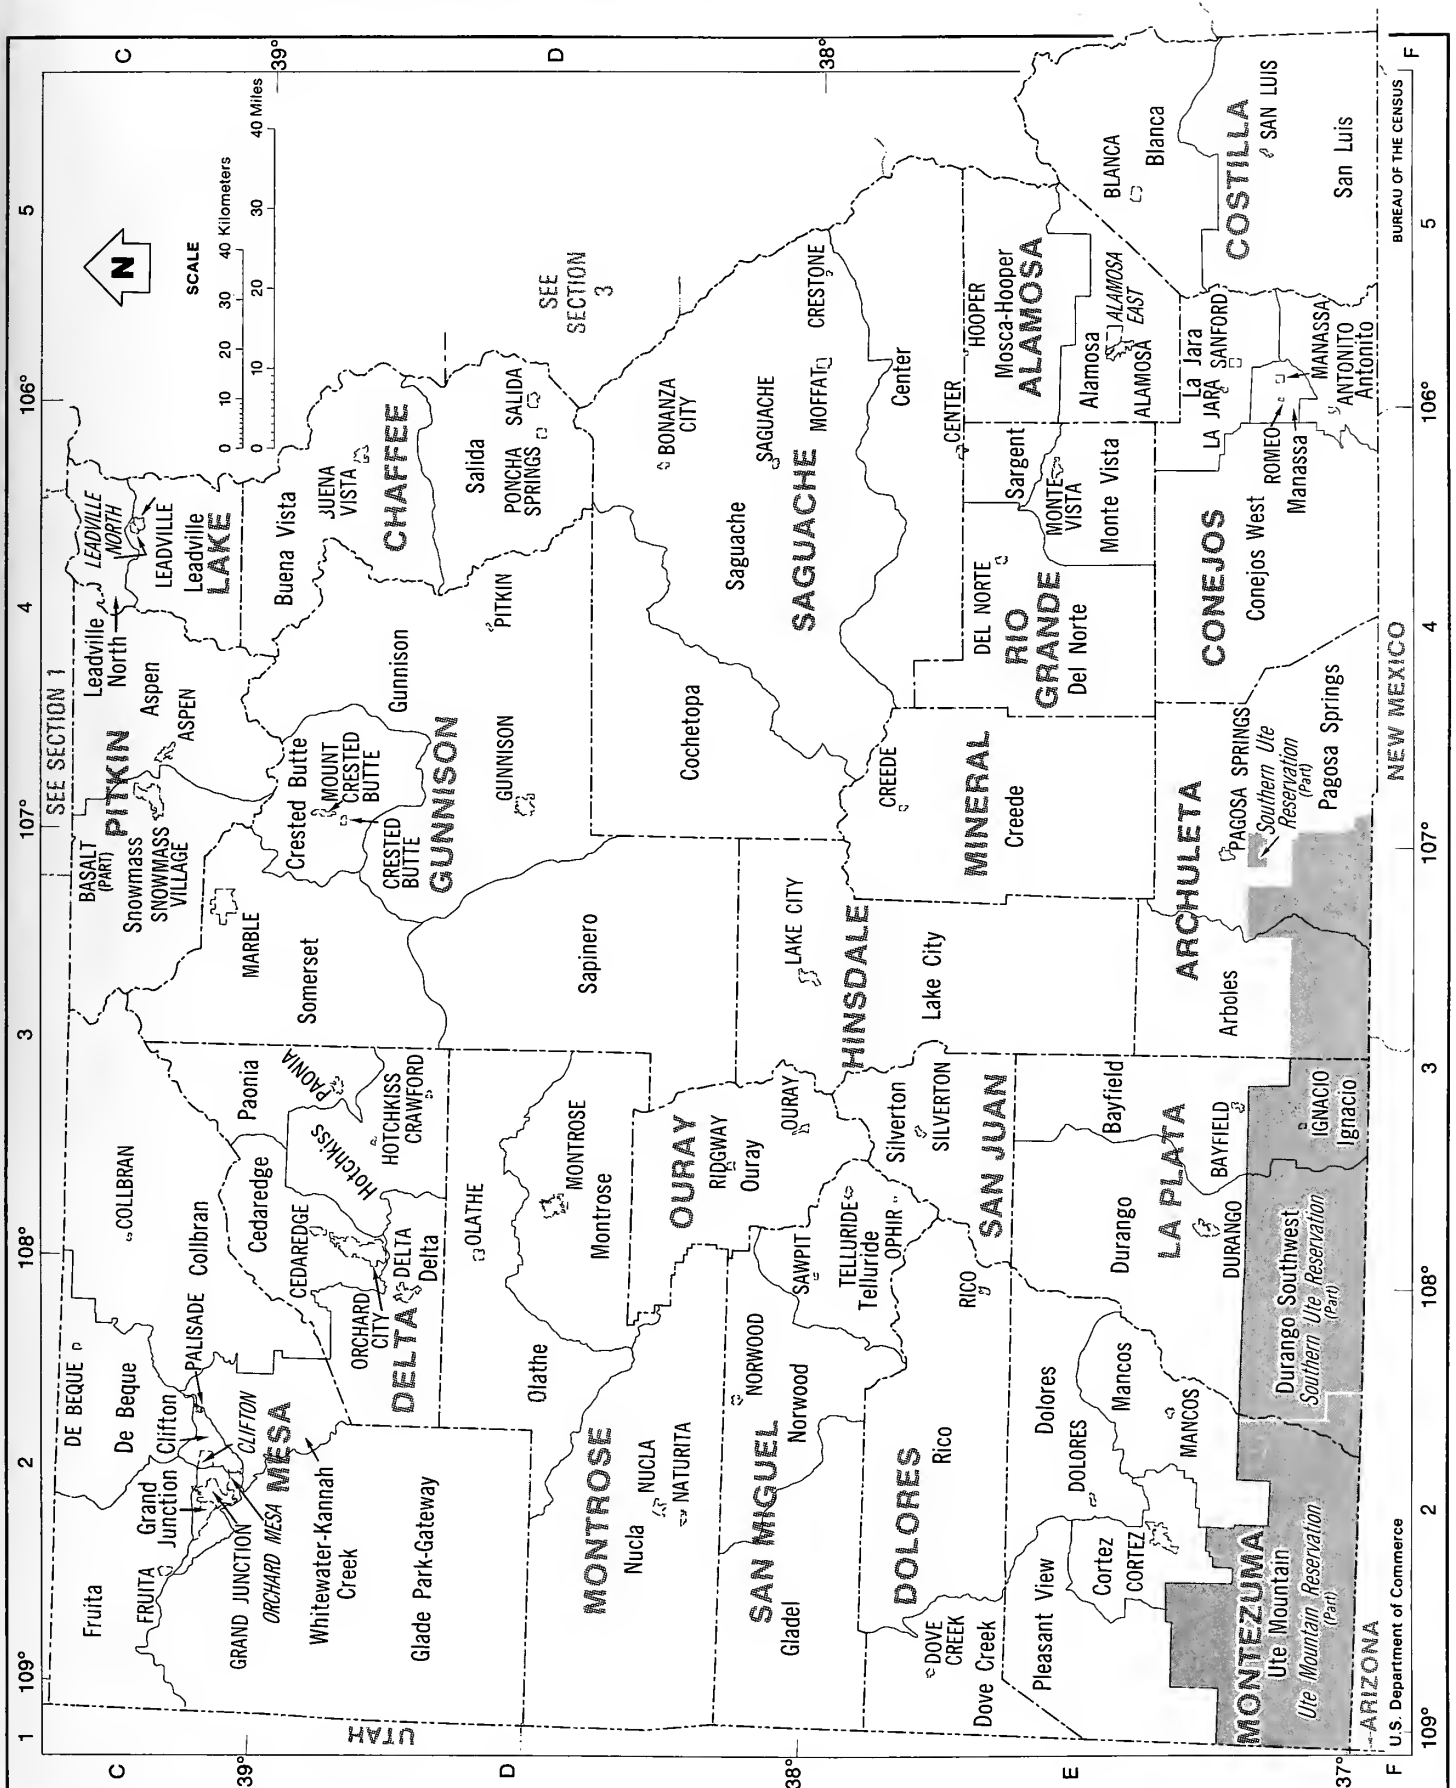 1
2
3
4
5
109°
108°
107°
106°
SEE SECTION 1
C
39°
D
38°
E
37°
F
C
39°
D
38°
F
N
SCALE
0 10 20 30 40 Kilometers
0 10 20 30 40 Miles
SEE
SECTION
3
UTAH
Fruita
FRUITA
DE BEQUE
De Beque
Grand
Junction
Clifton
PALISADE
CLIFTON
GRAND JUNCTION
ORCHARD MESA
MESA
Whitewater-Kannah
Creek
Glade Park-Gateway
COLLBRAN
Collbran
Cedaredge
CEDAREDGE
Paonia
PAONIA
Hotchkiss
HOTCHKISS
CRAWFORD
ORCHARD
CITY
DELTA
DELTA
Delta
BASALT
(PART)
PITKIN
Snowmass
SNOWMASS
VILLAGE
Aspen
ASPEN
Leadville
North
LEADVILLE
NORTH
LEADVILLE
Leadville
LAKE
MARBLE
Somerset
Crested Butte
MOUNT
CRESTED
BUTTE
CRESTED
BUTTE
GUNNISON
Gunnison
GUNNISON
PITKIN
Sapinero
Cochetopa
Buena Vista
BUENA
VISTA
CHAFFEE
Salida
PONCHA
SPRINGS
SALIDA
OLATHE
Olathe
MONTROSE
Montrose
MONTROSE
Nucla
NUCLA
NATURITA
OURAY
RIDGWAY
Ouray
OURAY
SAN MIGUEL
Gladel
NORWOOD
Norwood
SAWPIT
TELLURIDE
Telluride
OPHIR
LAKE CITY
HINSDALE
Lake City
BONANZA
CITY
SAGUACHE
Saguache
SAGUACHE
MOFFAT
CRESTONE
Center
CENTER
DOLORES
Rico
RICO
DOVE
CREEK
Dove Creek
Silverton
SILVERTON
SAN JUAN
CREEDE
MINERAL
Creede
DEL NORTE
RIO
GRANDE
Del Norte
Sargent
MONTE
VISTA
Monte Vista
HOOPER
Mosca-Hooper
ALAMOSA
Alamosa
ALAMOSA
ALAMOSA
EAST
BLANCA
Blanca
COSTILLA
SAN LUIS
San Luis
Pleasant View
Dolores
DOLORES
Cortez
CORTEZ
Mancos
MANCOS
MONTEZUMA
Ute Mountain
Ute Mountain Reservation
(Part)
Durango
LA PLATA
DURANGO
Bayfield
BAYFIELD
Durango Southwest
Southern Ute Reservation
(Part)
IGNACIO
Ignacio
ARCHULETA
Arboles
PAGOSA SPRINGS
Southern Ute
Reservation
(Part)
Pagosa Springs
CONEJOS
Conejos West
La Jara
LA JARA
SANFORD
ROMEO
Manassa
MANASSA
ANTONITO
Antonito
ARIZONA
NEW MEXICO
U.S. Department of Commerce
BUREAU OF THE CENSUS
109°
2
108°
3
107°
4
106°
5